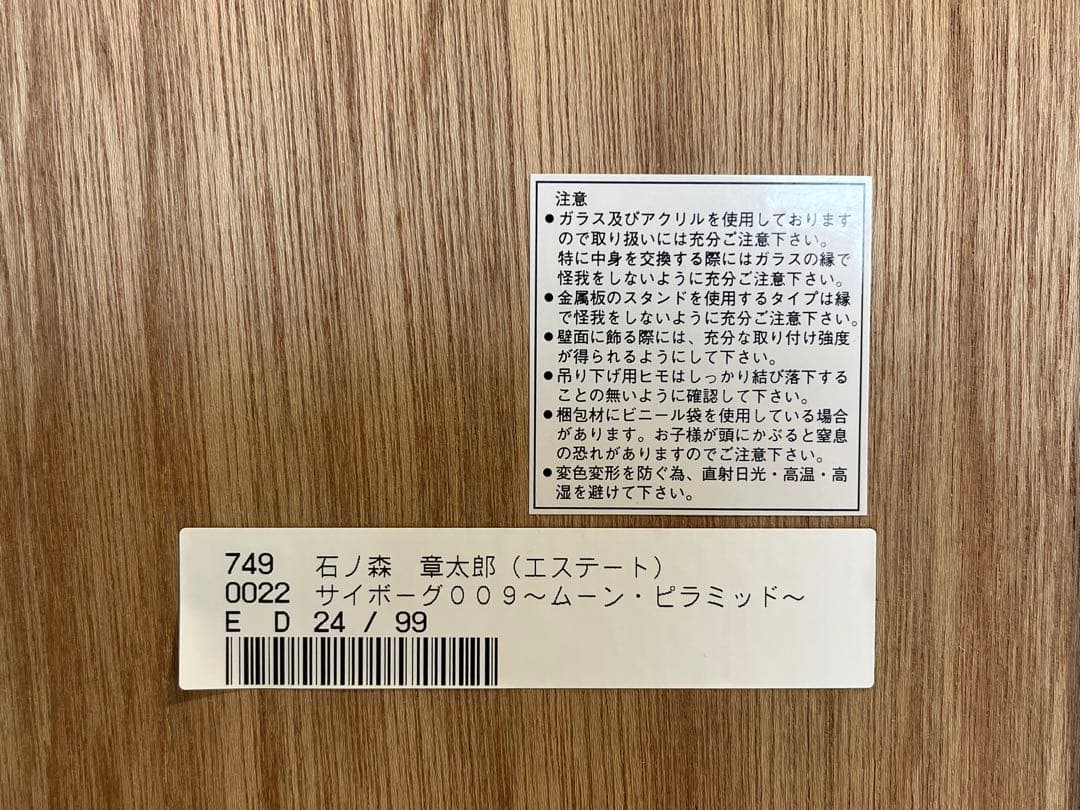 注意
●ガラス及びアクリルを使用しております
ので取り扱いには充分ご注意下さい。
特に中身を交換する際にはガラスの縁で
怪我をしないように充分ご注意下さい。
●金属板のスタンドを使用するタイプは縁
で怪我をしないように充分ご注意下さい。
●壁面に飾る際には、充分な取り付け強度
が得られるようにして下さい。
●吊り下げ用ヒモはしっかり結び落下する
ことの無いように確認して下さい。
●梱包材にビニール袋を使用している場合
があります。お子様が頭にかぶると窒息
の恐れがありますのでご注意下さい。
●変色変形を防ぐ為、直射日光・高温・高
湿を避けて下さい。
749 石ノ森 章太郎（エステート）
0022 サイボーグ００９～ムーン・ピラミッド～
E D 24 / 99